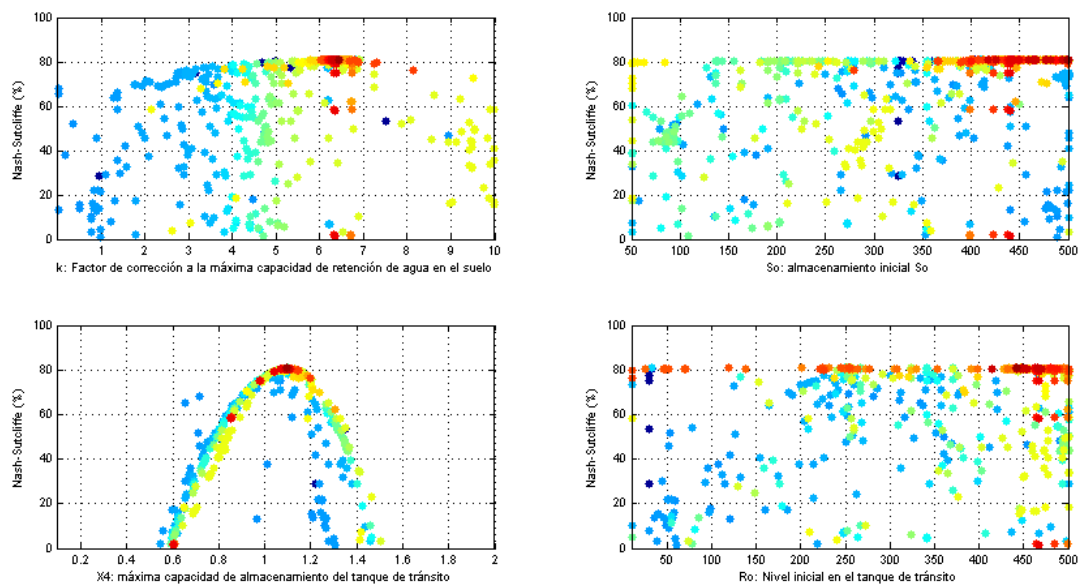 100
80
60
40
20
0
Nash-Sutcliffe (%)
1 2 3 4 5 6 7 8 9 10
k: Factor de corrección a la máxima capacidad de retención de agua en el suelo
100
80
60
40
20
0
Nash-Sutcliffe (%)
50 100 150 200 250 300 350 400 450 500
So: almacenamiento inicial So
100
80
60
40
20
0
Nash-Sutcliffe (%)
0.2 0.4 0.6 0.8 1 1.2 1.4 1.6 1.8 2
X4: máxima capacidad de almacenamiento del tanque de tránsito
100
80
60
40
20
0
Nash-Sutcliffe (%)
50 100 150 200 250 300 350 400 450 500
Ro: Nivel inicial en el tanque de tránsito